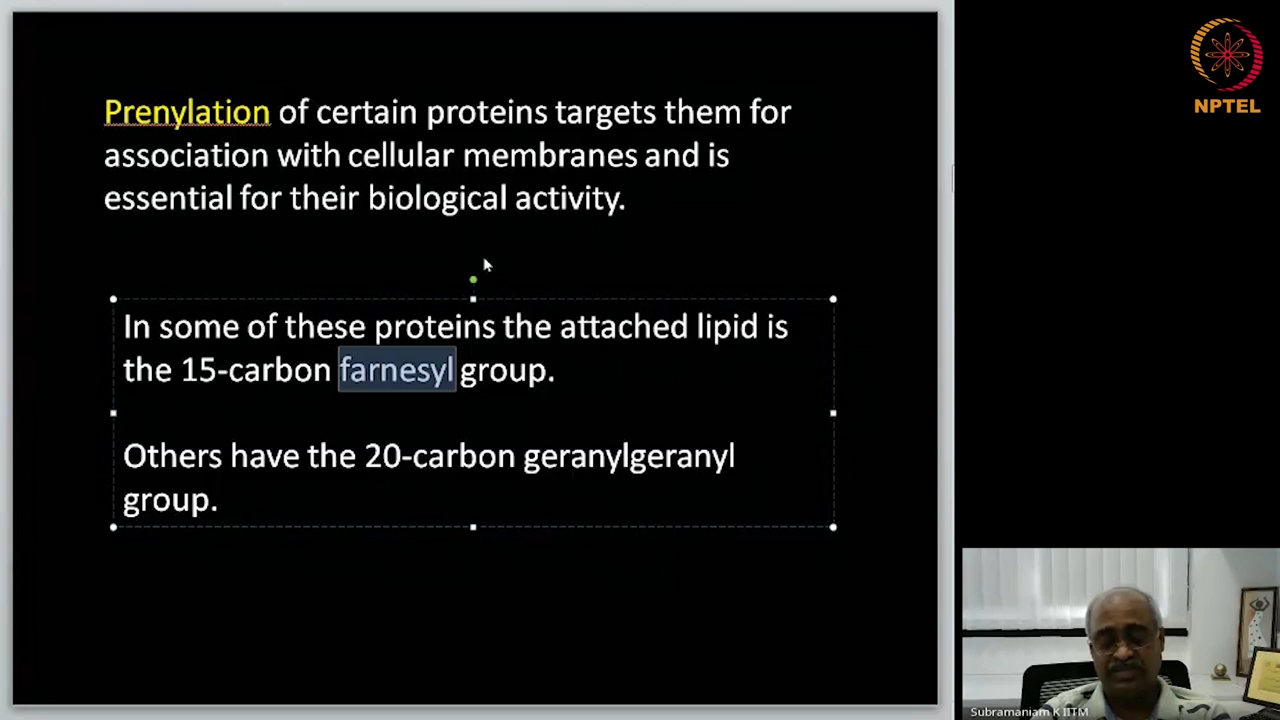 Prenylation of certain proteins targets them for
association with cellular membranes and is
essential for their biological activity.
In some of these proteins the attached lipid is
the 15-carbon farnesyl group.
Others have the 20-carbon geranylgeranyl
group.
NPTEL
Subramaniam K IITM